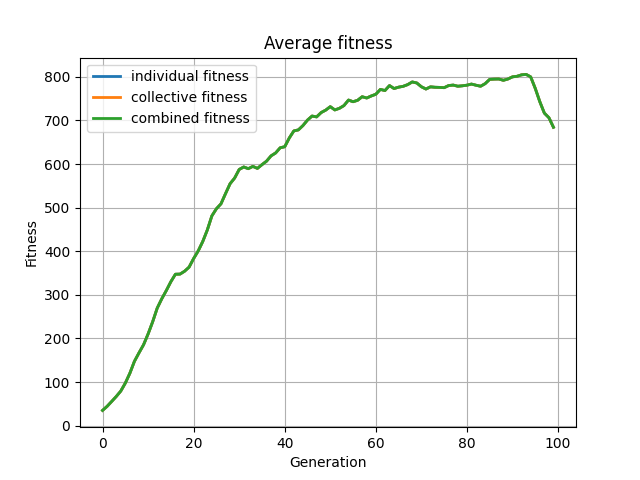 Average fitness
individual fitness
collective fitness
combined fitness
800
700
600
500
400
300
200
100
0
Fitness
0 20 40 60 80 100
Generation